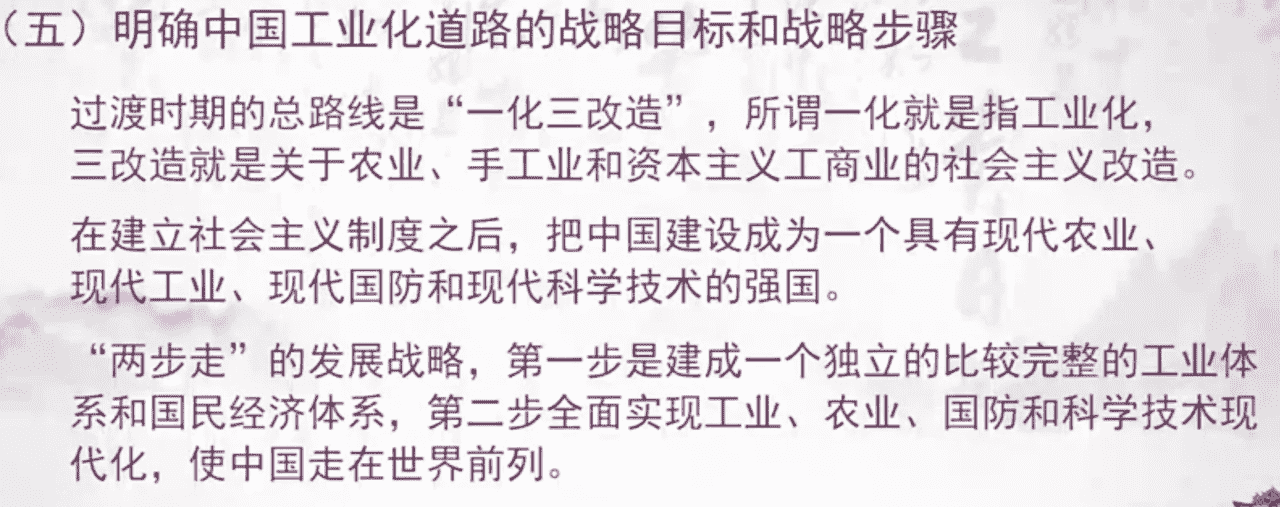 （五）明确中国工业化道路的战略目标和战略步骤
过渡时期的总路线是“一化三改造”，所谓一化就是指工业化，
三改造就是关于农业、手工业和资本主义工商业的社会主义改造。
在建立社会主义制度之后，把中国建设成为一个具有现代农业、
现代工业、现代国防和现代科学技术的强国。
“两步走”的发展战略，第一步是建成一个独立的比较完整的工业体
系和国民经济体系，第二步全面实现工业、农业、国防和科学技术现
代化，使中国走在世界前列。